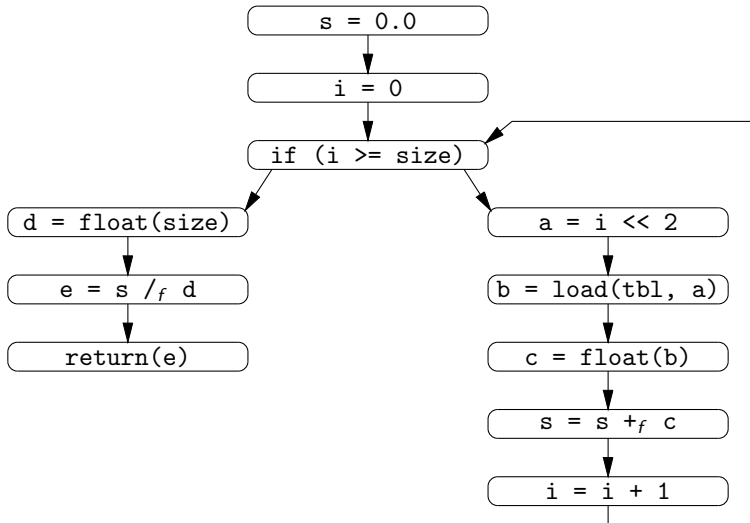 s = 0.0
i = 0
if (i >= size)
d = float(size)
e = s /f d
return(e)
a = i << 2
b = load(tbl, a)
c = float(b)
s = s +f c
i = i + 1